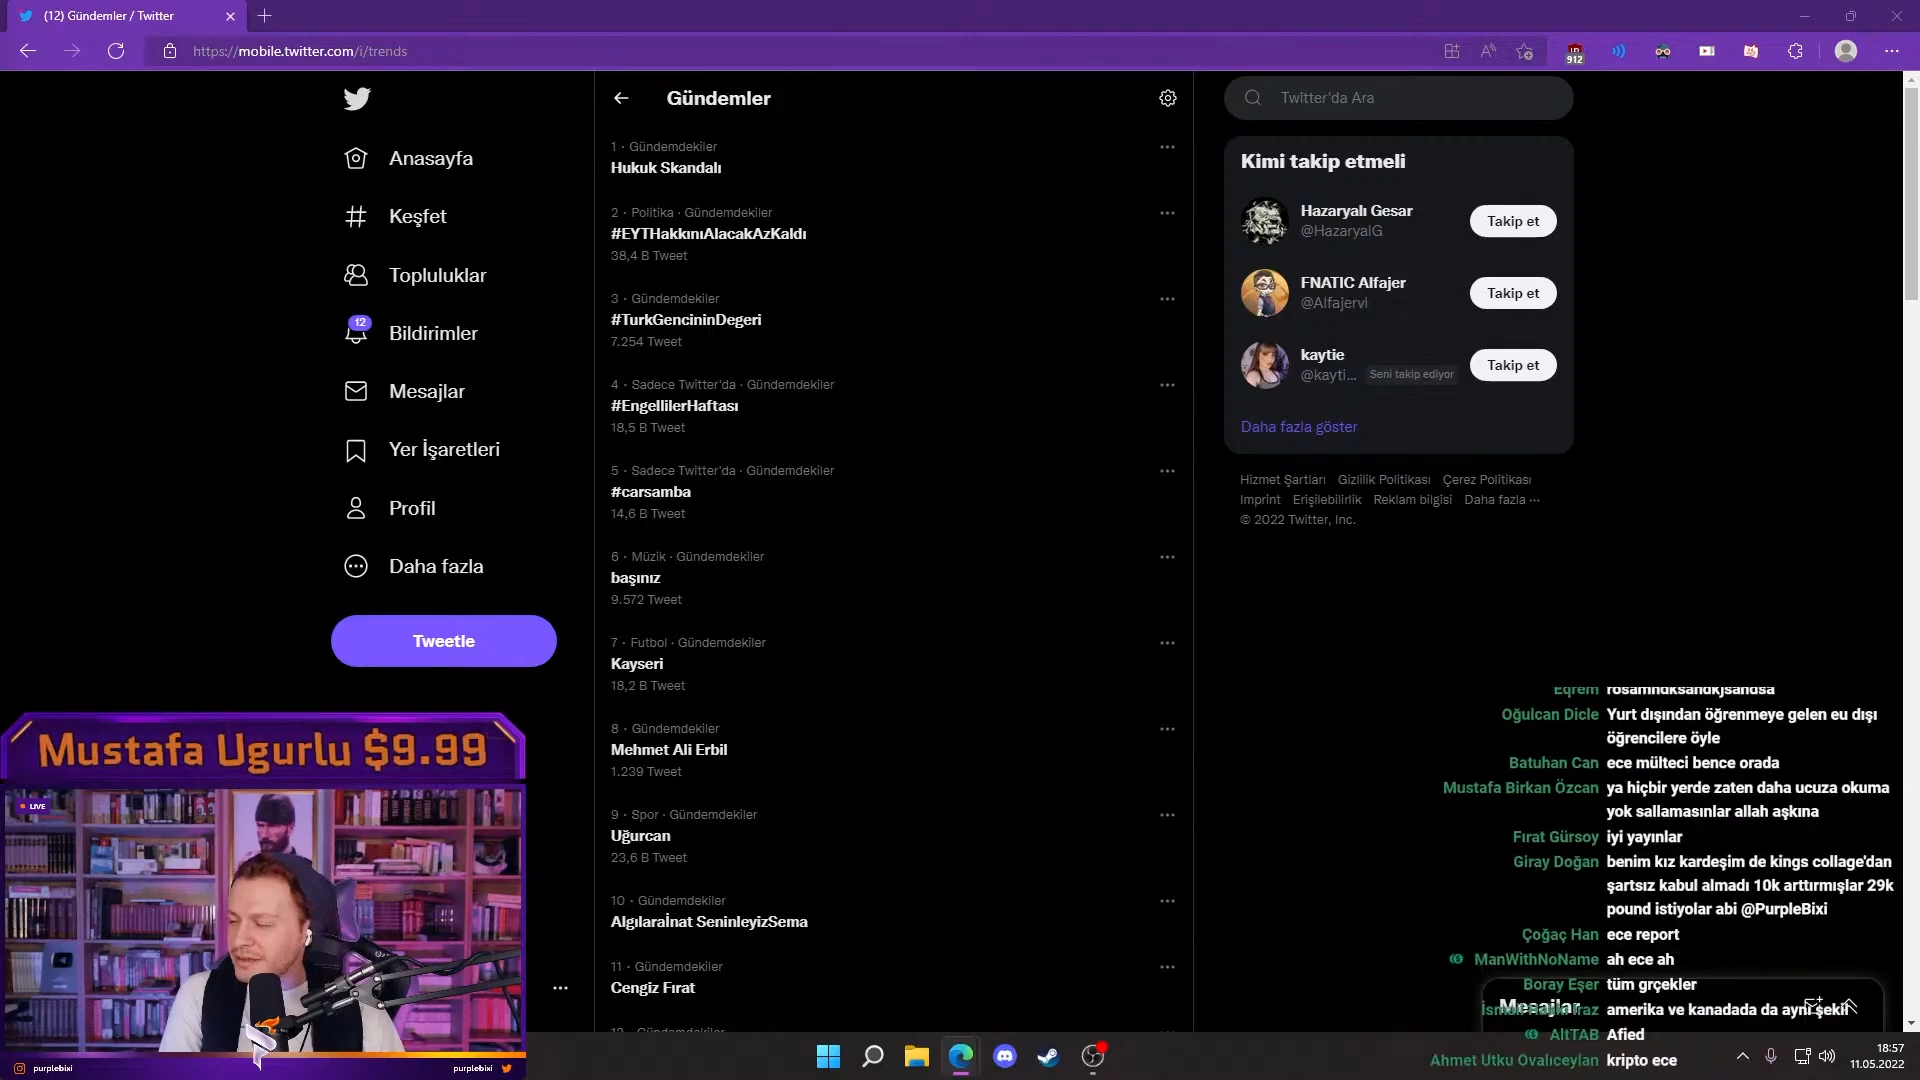 (12) Gündemler / Twitter
https://mobile.twitter.com/i/trends
912
Gündemler
Twitter'da Ara
Anasayfa
Keşfet
Topluluklar
12
Bildirimler
Mesajlar
Yer İşaretleri
Profil
Daha fazla
Tweetle
1 · Gündemdekiler
Hukuk Skandalı
2 · Politika · Gündemdekiler
#EYTHakkınıAlacakAzKaldı
38,4 B Tweet
3 · Gündemdekiler
#TurkGencininDegeri
7.254 Tweet
4 · Sadece Twitter'da · Gündemdekiler
#EngellilerHaftası
18,5 B Tweet
5 · Sadece Twitter'da · Gündemdekiler
#carsamba
14,6 B Tweet
6 · Müzik · Gündemdekiler
başınız
9.572 Tweet
7 · Futbol · Gündemdekiler
Kayseri
18,2 B Tweet
8 · Gündemdekiler
Mehmet Ali Erbil
1.239 Tweet
9 · Spor · Gündemdekiler
Uğurcan
23,6 B Tweet
10 · Gündemdekiler
Algılaraİnat SeninleyizSema
11 · Gündemdekiler
Cengiz Fırat
12 · Gündemdekiler
Kimi takip etmeli
Hazaryalı Gesar
@HazaryalG
Takip et
FNATIC Alfajer
@Alfajervl
Takip et
kaytie
@kayti... Seni takip ediyor
Takip et
Daha fazla göster
Hizmet Şartları Gizlilik Politikası Çerez Politikası
Imprint Erişilebilirlik Reklam bilgisi Daha fazla ···
© 2022 Twitter, Inc.
Mustafa Ugurlu $9.99
LIVE
purplebixi
purplebixi
Eqrem rosamndksandkjsandsa
Oğulcan Dicle Yurt dışından öğrenmeye gelen eu dışı
öğrencilere öyle
Batuhan Can ece mülteci bence orada
Mustafa Birkan Özcan ya hiçbir yerde zaten daha ucuza okuma
yok sallamasınlar allah aşkına
Fırat Gürsoy iyi yayınlar
Giray Doğan benim kız kardeşim de kings collage'dan
şartsız kabul almadı 10k arttırmışlar 29k
pound istiyolar abi @PurpleBixi
Çoğaç Han ece report
ManWithNoName ah ece ah
Boray Eşer tüm grçekler
Mesajlar
amerika ve kanadada da aynı şekil
AltTAB Afied
Ahmet Utku Ovalıceylan kripto ece
18:57
11.05.2022